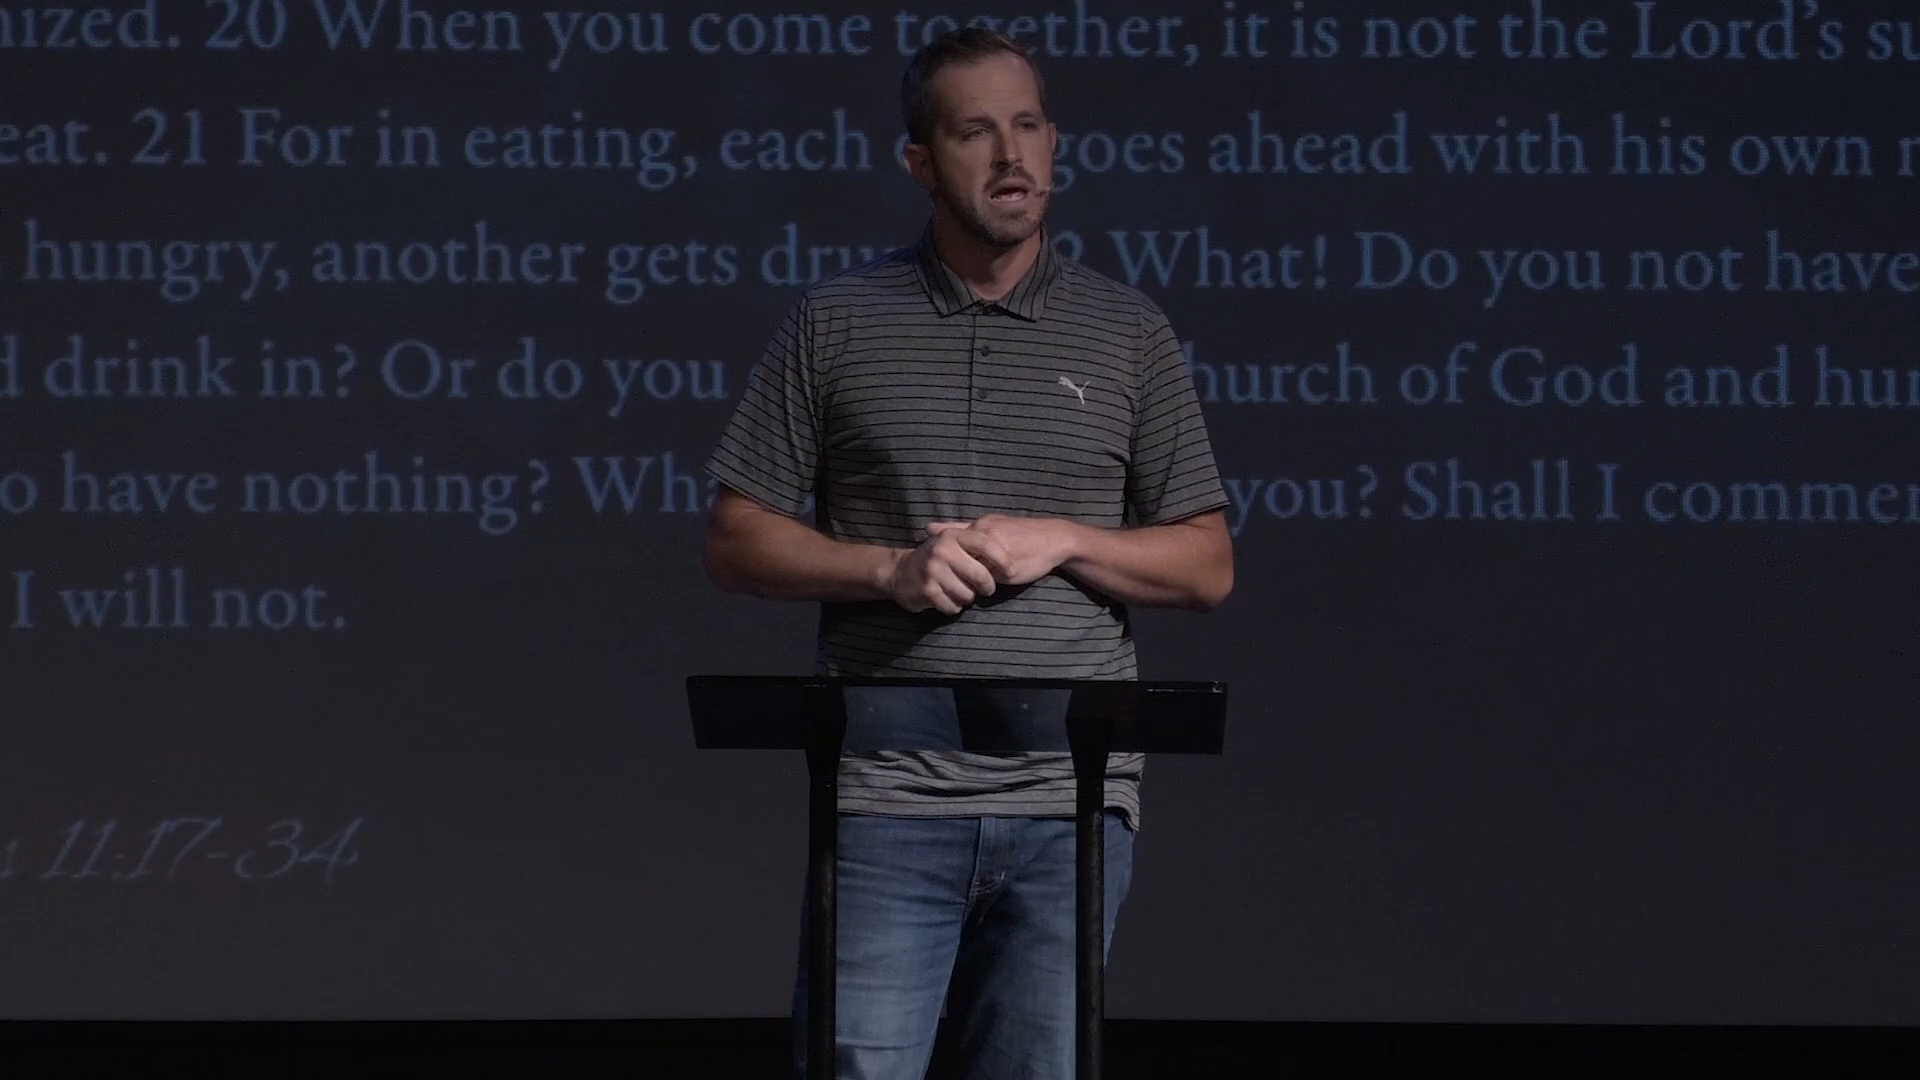 nized. 20 When you come together, it is not the Lord's su
eat. 21 For in eating, each goes ahead with his own
hungry, another gets dru ? What! Do you not have
d drink in? Or do you hurch of God and hu
o have nothing? Wha you? Shall I comme
I will not.
11:17-34